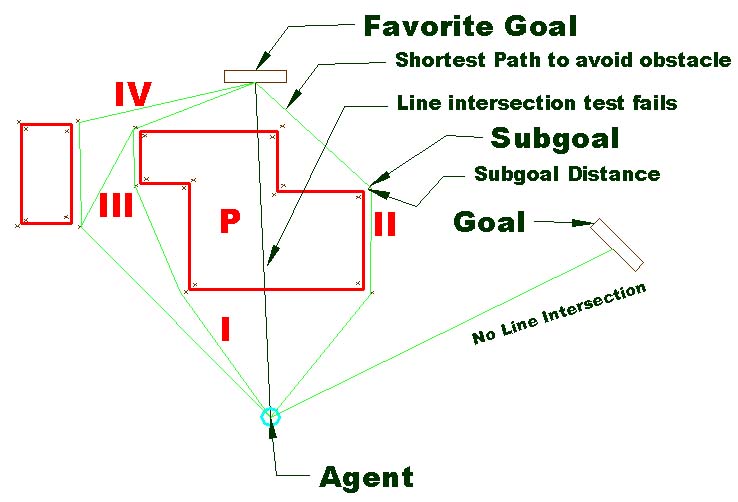 Favorite Goal
Shortest Path to avoid obstacle
IV
Line intersection test fails
Subgoal
Subgoal Distance
III
P
II
Goal
No Line Intersection
I
Agent